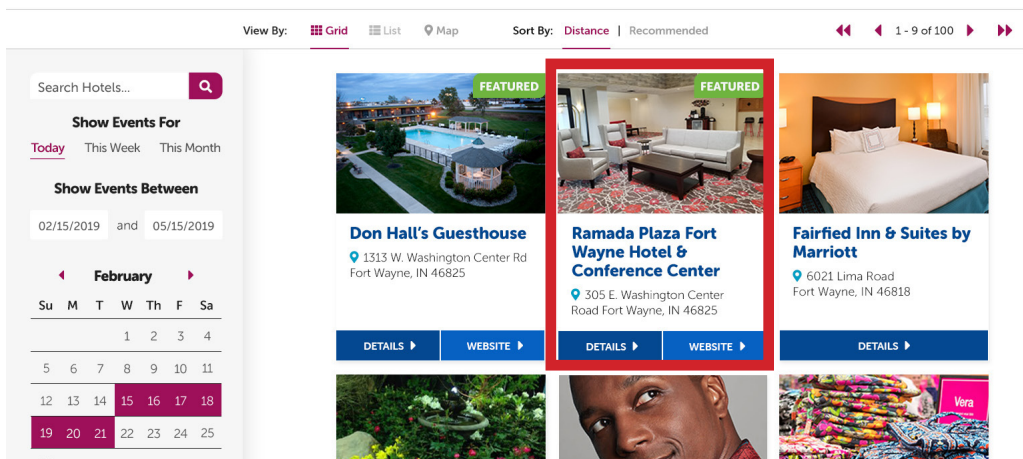 View By: Grid List Map Sort By: Distance | Recommended 1 - 9 of 100
Search Hotels...
Show Events For
Today This Week This Month
Show Events Between
02/15/2019 and 05/15/2019
February
Su M T W Th F Sa
1 2 3 4
5 6 7 8 9 10 11
12 13 14 15 16 17 18
19 20 21 22 23 24 25
FEATURED
Don Hall's Guesthouse
1313 W. Washington Center Rd
Fort Wayne, IN 46825
DETAILS WEBSITE
FEATURED
Ramada Plaza Fort
Wayne Hotel &
Conference Center
305 E. Washington Center
Road Fort Wayne, IN 46825
DETAILS WEBSITE
Fairfied Inn & Suites by
Marriott
6021 Lima Road
Fort Wayne, IN 46818
DETAILS
Vera